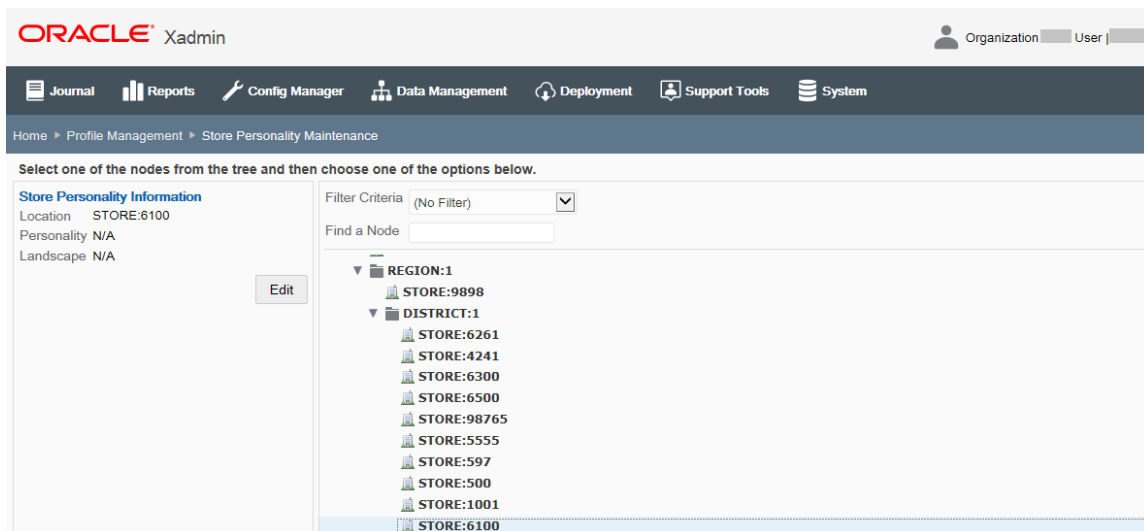 ORACLE Xadmin
Organization User |
Journal Reports Config Manager Data Management Deployment Support Tools System
Home Profile Management Store Personality Maintenance
Select one of the nodes from the tree and then choose one of the options below.
Store Personality Information
Location STORE:6100
Personality N/A
Landscape N/A
Edit
Filter Criteria (No Filter)
Find a Node
REGION:1
STORE:9898
DISTRICT:1
STORE:6261
STORE:4241
STORE:6300
STORE:6500
STORE:98765
STORE:5555
STORE:597
STORE:500
STORE:1001
STORE:6100